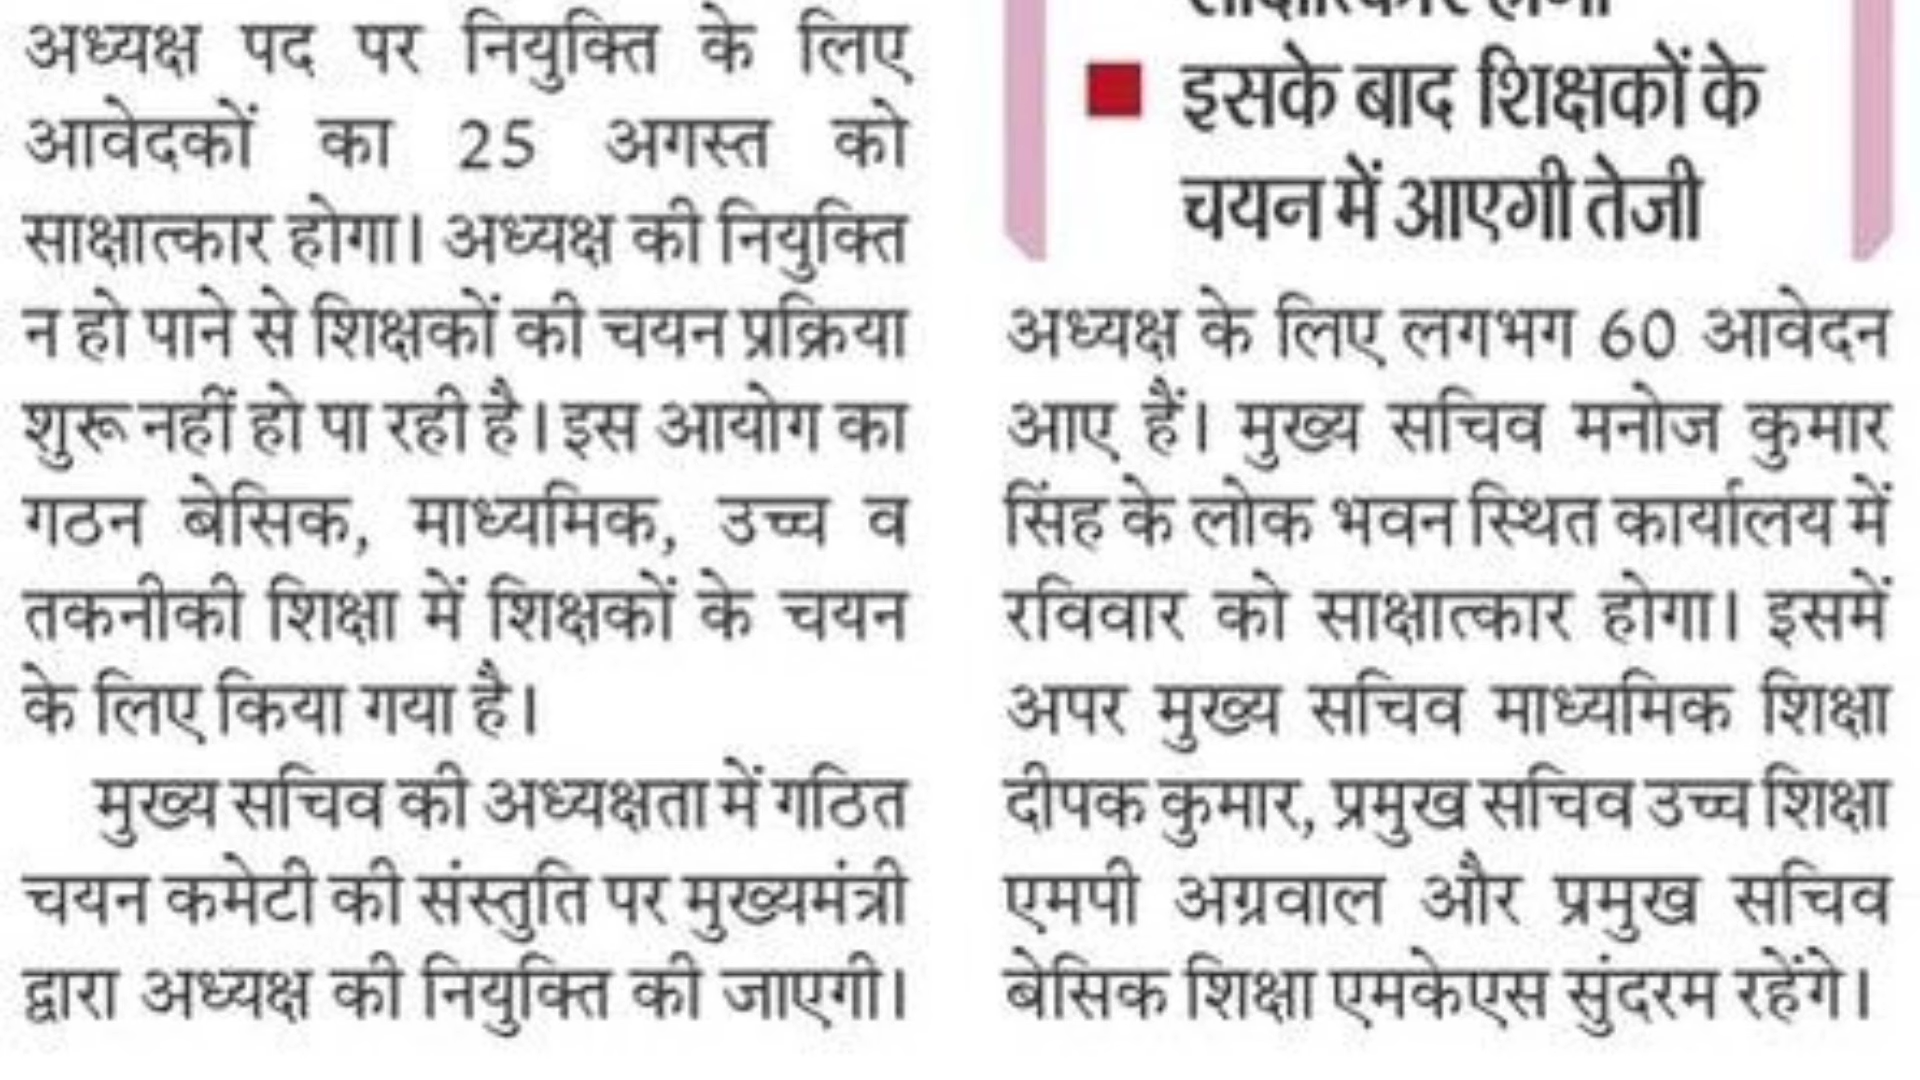 अध्यक्ष पद पर नियुक्ति के लिए
आवेदकों का 25 अगस्त को
साक्षात्कार होगा। अध्यक्ष की नियुक्ति
न हो पाने से शिक्षकों की चयन प्रक्रिया
शुरू नहीं हो पा रही है। इस आयोग का
गठन बेसिक, माध्यमिक, उच्च व
तकनीकी शिक्षा में शिक्षकों के चयन
के लिए किया गया है।
मुख्य सचिव की अध्यक्षता में गठित
चयन कमेटी की संस्तुति पर मुख्यमंत्री
द्वारा अध्यक्ष की नियुक्ति की जाएगी।
साक्षात्कार होगा
इसके बाद शिक्षकों के
चयन में आएगी तेजी
अध्यक्ष के लिए लगभग 60 आवेदन
आए हैं। मुख्य सचिव मनोज कुमार
सिंह के लोक भवन स्थित कार्यालय में
रविवार को साक्षात्कार होगा। इसमें
अपर मुख्य सचिव माध्यमिक शिक्षा
दीपक कुमार, प्रमुख सचिव उच्च शिक्षा
एमपी अग्रवाल और प्रमुख सचिव
बेसिक शिक्षा एमकेएस सुंदरम रहेंगे।